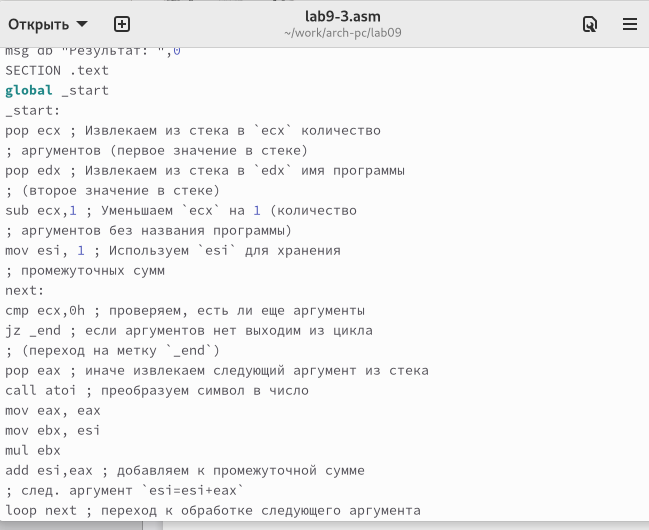 Открыть
lab9-3.asm
~/work/arch-pc/lab09
msg db "Результат: ",0
SECTION .text
global _start
_start:
pop ecx ; Извлекаем из стека в `ecx` количество
; аргументов (первое значение в стеке)
pop edx ; Извлекаем из стека в `edx` имя программы
; (второе значение в стеке)
sub ecx,1 ; Уменьшаем `ecx` на 1 (количество
; аргументов без названия программы)
mov esi, 1 ; Используем `esi` для хранения
; промежуточных сумм
next:
cmp ecx,0h ; проверяем, есть ли еще аргументы
jz _end ; если аргументов нет выходим из цикла
; (переход на метку `_end`)
pop eax ; иначе извлекаем следующий аргумент из стека
call atoi ; преобразуем символ в число
mov eax, eax
mov ebx, esi
mul ebx
add esi,eax ; добавляем к промежуточной сумме
; след. аргумент `esi=esi+eax`
loop next ; переход к обработке следующего аргумента